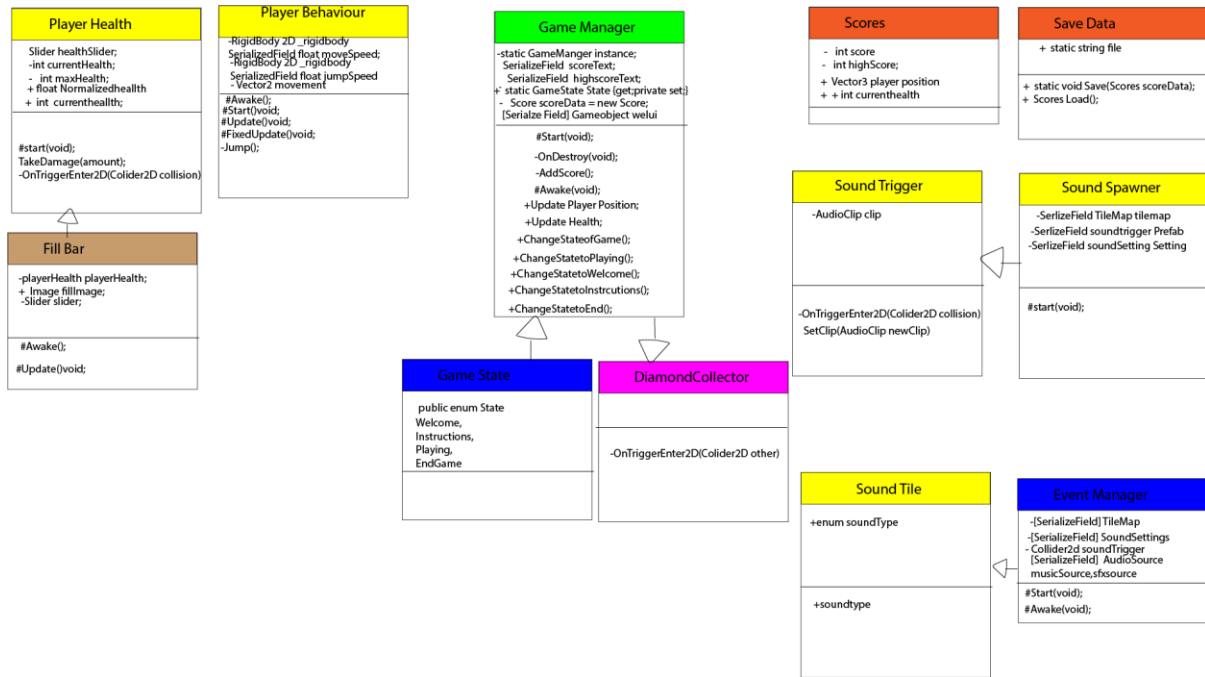 Player Health
Slider healthSlider;
-int currentHealth;
- int maxHealth;
+ float Normalizedheallth
+ int currentheallth;
#start(void);
TakeDamage(amount);
-OnTriggerEnter2D(Colider2D collision)
Fill Bar
-playerHealth playerHealth;
+ Image fillImage;
-Slider slider;
#Awake();
#Update()void;
Player Behaviour
-RigidBody 2D _rigidbody
SerializedField float moveSpeed;
-RigidBody 2D _rigidbody
SerializedField float jumpSpeed
- Vector2 movement
#Awake();
#Start()void;
#Update()void;
#FixedUpdate()void;
-Jump();
Game Manager
-static GameManger instance;
SerializeField scoreText;
SerializeField highscoreText;
+ static GameState State {get;private set;}
- Score scoreData = new Score;
[Serialze Field] Gameobject welui
#Start(void);
-OnDestroy(void);
-AddScore();
#Awake(void);
+Update Player Position;
+Update Health;
+ChangeStateofGame();
+ChangeStatetoPlaying();
+ChangeStatetoWelcome();
+ChangeStatetoInstrcutions();
+ChangeStatetoEnd();
Game State
public enum State
Welcome,
Instructions,
Playing,
EndGame
DiamondCollector
-OnTriggerEnter2D(Colider2D other)
Scores
- int score
- int highScore;
+ Vector3 player position
+ + int currenthealth
Save Data
+ static string file
+ static void Save(Scores scoreData);
+ Scores Load();
Sound Trigger
-AudioClip clip
-OnTriggerEnter2D(Colider2D collision)
SetClip(AudioClip newClip)
Sound Spawner
-SerlizeField TileMap tilemap
-SerlizeField soundtrigger Prefab
-SerlizeField soundSetting Setting
#start(void);
Sound Tile
+enum soundType
+soundtype
Event Manager
-[SerializeField] TileMap
-[SerializeField] SoundSettings
- Collider2d soundTrigger
[SerializeField] AudioSource
musicSource,sfxsource
#Start(void);
#Awake(void);